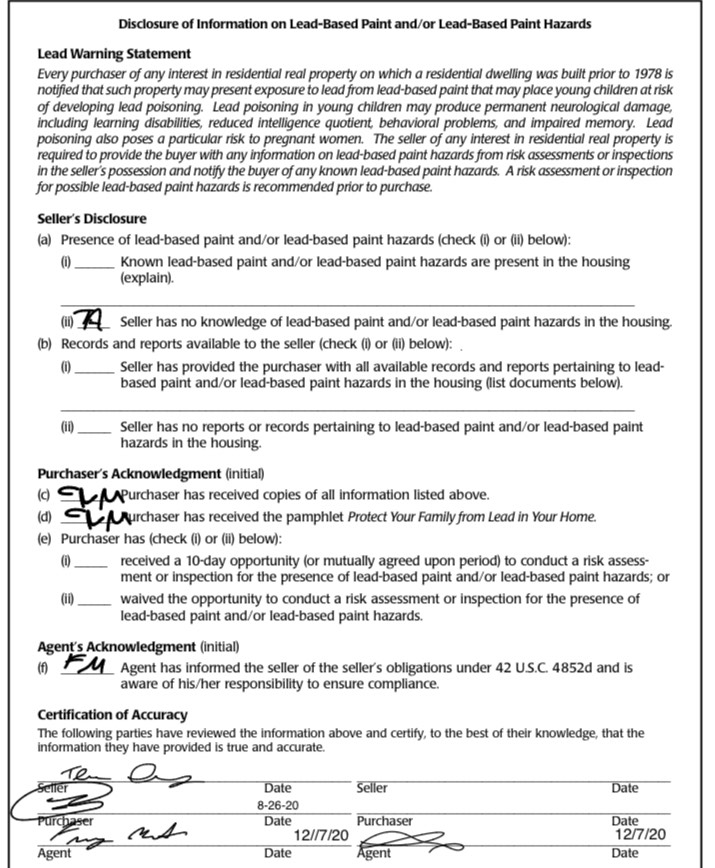 Disclosure of Information on Lead-Based Paint and/or Lead-Based Paint Hazards
Lead Warning Statement
Every purchaser of any interest in residential real property on which a residential dwelling was built prior to 1978 is
notified that such property may present exposure to lead from lead-based paint that may place young children at risk
of developing lead poisoning. Lead poisoning in young children may produce permanent neurological damage,
including learning disabilities, reduced intelligence quotient, behavioral problems, and impaired memory. Lead
poisoning also poses a particular risk to pregnant women. The seller of any interest in residential real property is
required to provide the buyer with any information on lead-based paint hazards from risk assessments or inspections
in the seller's possession and notify the buyer of any known lead-based paint hazards. A risk assessment or inspection
for possible lead-based paint hazards is recommended prior to purchase.
Seller's Disclosure
(a) Presence of lead-based paint and/or lead-based paint hazards (check (i) or (ii) below):
(i) ______ Known lead-based paint and/or lead-based paint hazards are present in the housing
(explain).
(ii) Seller has no knowledge of lead-based paint and/or lead-based paint hazards in the housing.
(b) Records and reports available to the seller (check (i) or (ii) below):
(i) ______ Seller has provided the purchaser with all available records and reports pertaining to lead-
based paint and/or lead-based paint hazards in the housing (list documents below).
(ii) ______ Seller has no reports or records pertaining to lead-based paint and/or lead-based paint
hazards in the housing.
Purchaser's Acknowledgment (initial)
(c) Purchaser has received copies of all information listed above.
(d) Purchaser has received the pamphlet Protect Your Family from Lead in Your Home.
(e) Purchaser has (check (i) or (ii) below):
(i) ______ received a 10-day opportunity (or mutually agreed upon period) to conduct a risk assess-
ment or inspection for the presence of lead-based paint and/or lead-based paint hazards; or
(ii) ______ waived the opportunity to conduct a risk assessment or inspection for the presence of
lead-based paint and/or lead-based paint hazards.
Agent's Acknowledgment (initial)
(f) FM Agent has informed the seller of the seller's obligations under 42 U.S.C. 4852d and is
aware of his/her responsibility to ensure compliance.
Certification of Accuracy
The following parties have reviewed the information above and certify, to the best of their knowledge, that the
information they have provided is true and accurate.
Seller Date Seller Date
8-26-20
Purchaser Date Purchaser Date
12//7/20 12/7/20
Agent Date Agent Date